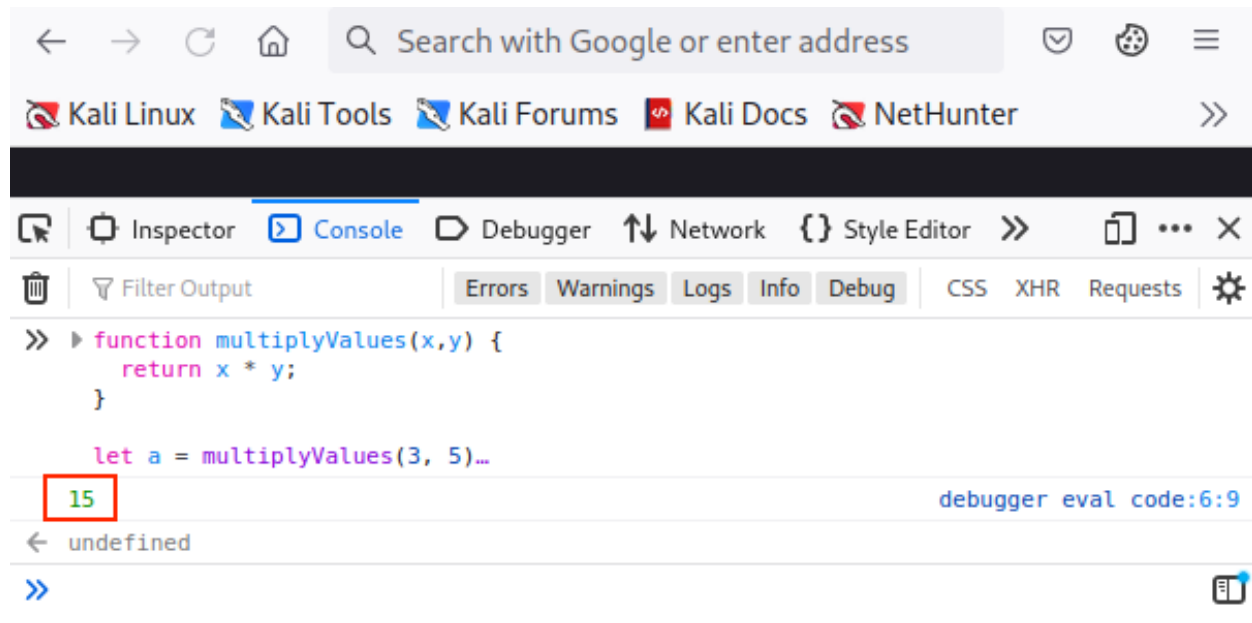 Search with Google or enter address
Kali Linux Kali Tools Kali Forums Kali Docs NetHunter
Inspector Console Debugger Network {} Style Editor
Filter Output Errors Warnings Logs Info Debug CSS XHR Requests
function multiplyValues(x,y) {
return x * y;
}
let a = multiplyValues(3, 5)…
15 debugger eval code:6:9
undefined